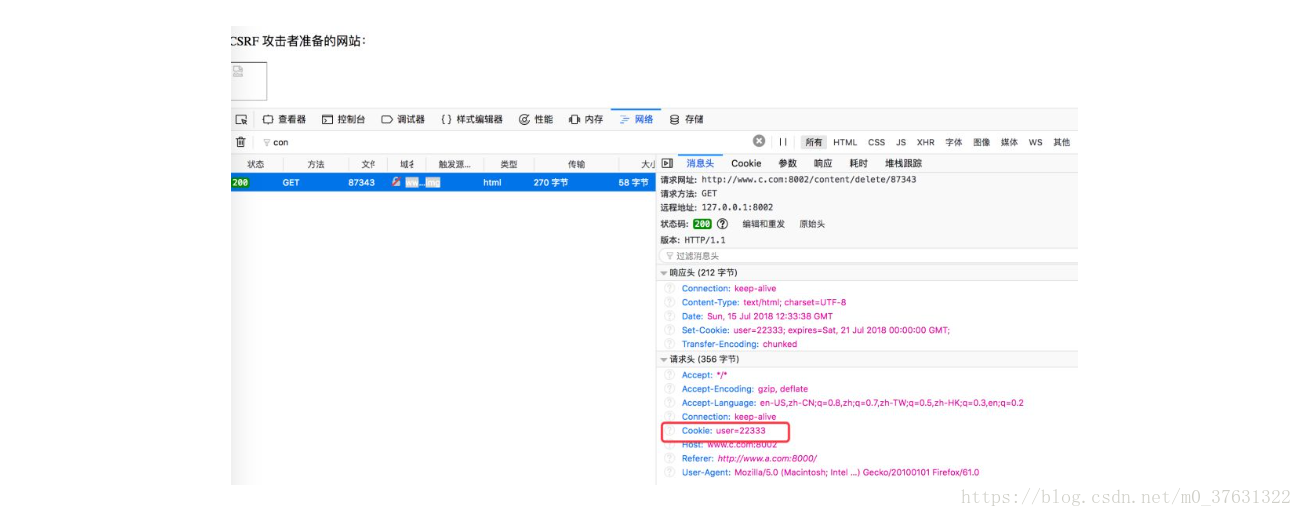 CSRF 攻击者准备的网站：
查看器 控制台 调试器 { } 样式编辑器 性能 内存 网络 存储
con 所有 HTML CSS JS XHR 字体 图像 媒体 WS 其他
状态 方法 域名 触发源... 类型 传输 消息头 Cookie 参数 响应 耗时 堆栈跟踪
200 GET 87343 ww...img html 270 字节 58 字节
请求网址: http://www.c.com:8002/content/delete/87343
请求方法: GET
远程地址: 127.0.0.1:8002
状态码: 200 编辑和重发 原始头
版本: HTTP/1.1
过滤消息头
响应头 (212 字节)
Connection: keep-alive
Content-Type: text/html; charset=UTF-8
Date: Sun, 15 Jul 2018 12:33:38 GMT
Set-Cookie: user=22333; expires=Sat, 21 Jul 2018 00:00:00 GMT;
Transfer-Encoding: chunked
请求头 (356 字节)
Accept: */*
Accept-Encoding: gzip, deflate
Accept-Language: en-US,zh-CN;q=0.8,zh;q=0.7,zh-TW;q=0.5,zh-HK;q=0.3,en;q=0.2
Connection: keep-alive
Cookie: user=22333
Host: www.c.com:8002
Referer: http://www.a.com:8000/
User-Agent: Mozilla/5.0 (Macintosh; Intel ...) Gecko/20100101 Firefox/61.0
https://blog.csdn.net/m0_37631322